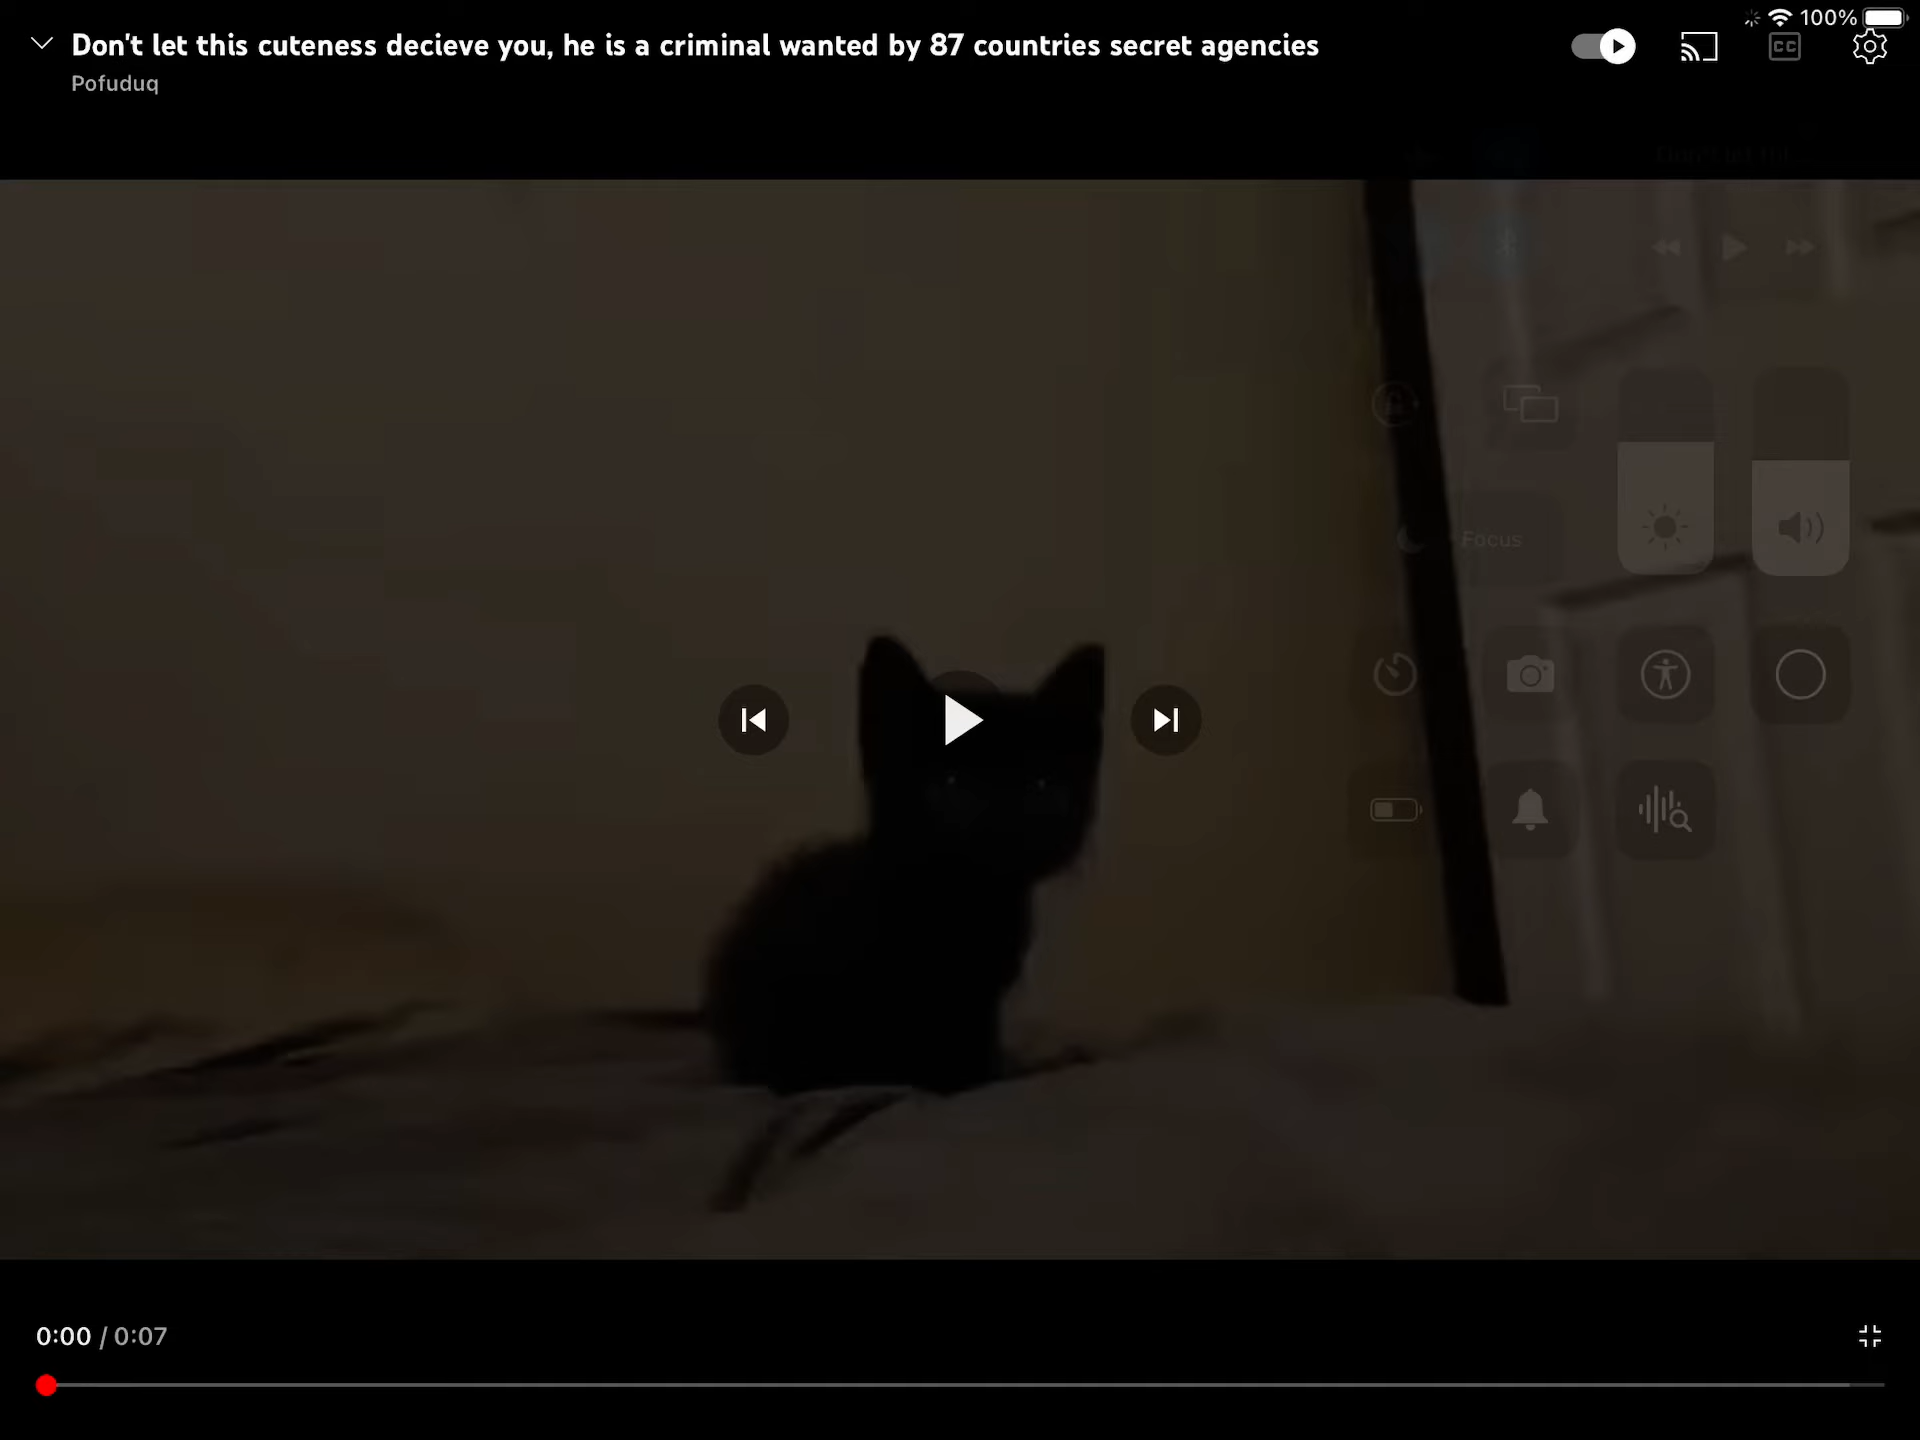 100%
Don't let this cuteness decieve you, he is a criminal wanted by 87 countries secret agencies
CC
Pofuduq
Focus
0:00 / 0:07